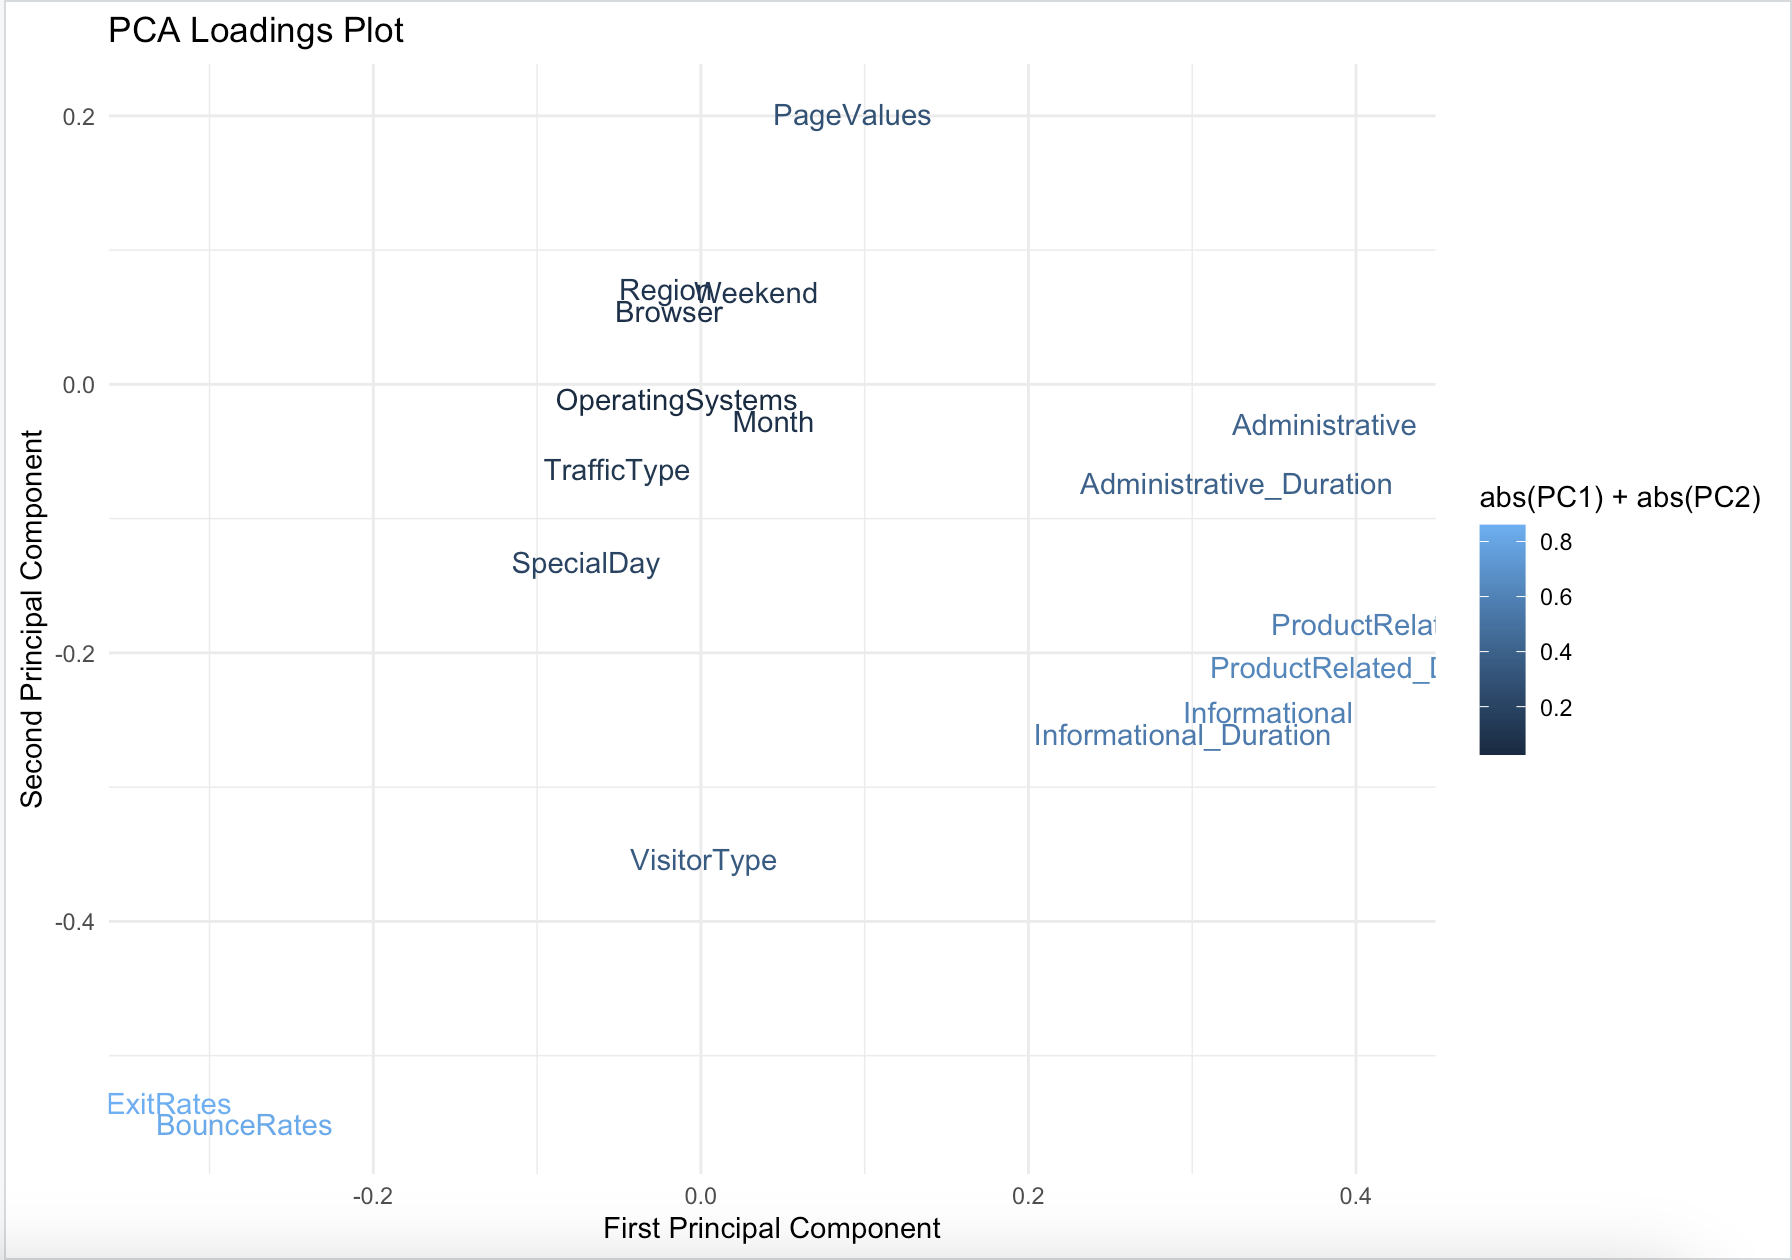 PCA Loadings Plot
0.2
0.0
-0.2
-0.4
Second Principal Component
PageValues
Region
Weekend
Browser
OperatingSystems
Month
Administrative
TrafficType
Administrative_Duration
SpecialDay
ProductRelat
ProductRelated_D
Informational
Informational_Duration
VisitorType
ExitRates
BounceRates
-0.2
0.0
0.2
0.4
First Principal Component
abs(PC1) + abs(PC2)
0.8
0.6
0.4
0.2